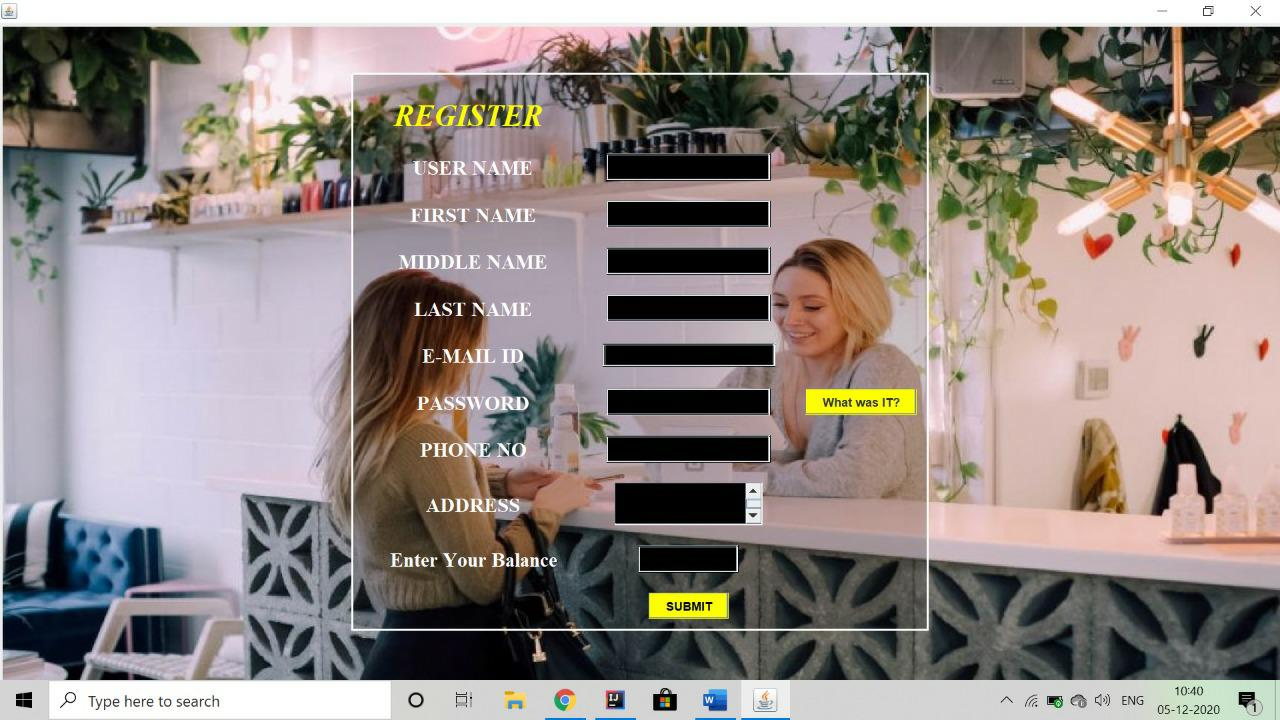 REGISTER
USER NAME
FIRST NAME
MIDDLE NAME
LAST NAME
E-MAIL ID
PASSWORD
What was IT?
PHONE NO
ADDRESS
Enter Your Balance
SUBMIT
Type here to search
ENG
10:40
05-12-2020
1